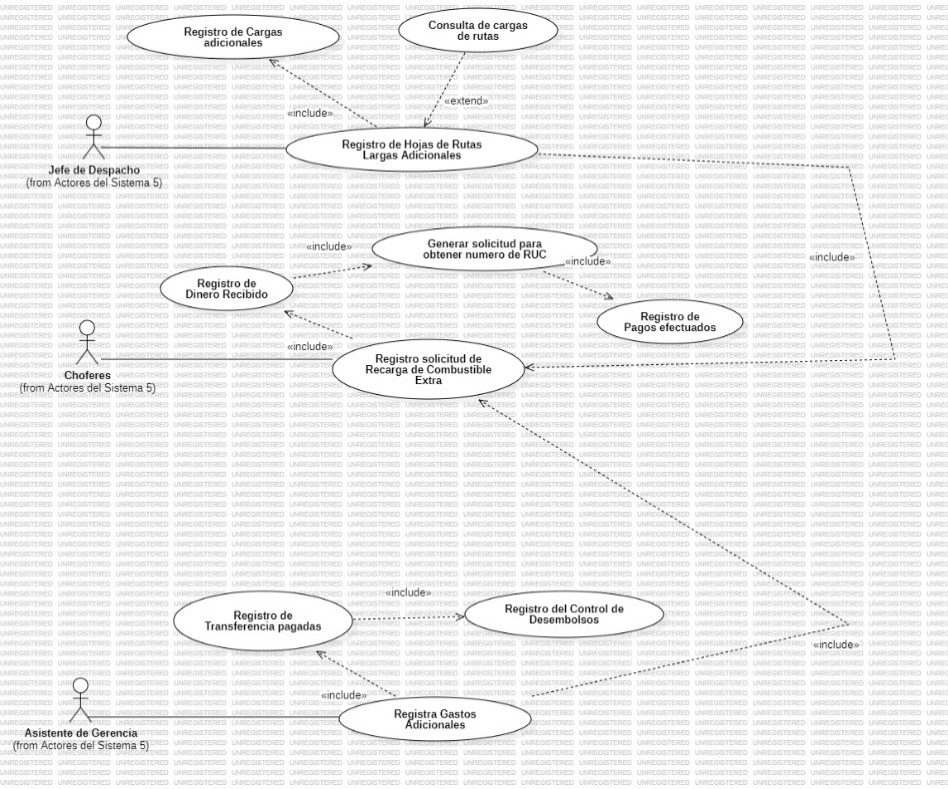 Registro de Cargas
adicionales
Consulta de cargas
de rutas
«include»
«extend»
Registro de Hojas de Rutas
Largas Adicionales
Jefe de Despacho
(from Actores del Sistema 5)
«include»
Generar solicitud para
obtener numero de RUC
«include»
«include»
Registro de
Dinero Recibido
Registro de
Pagos efectuados
«include»
Registro solicitud de
Recarga de Combustible
Extra
Choferes
(from Actores del Sistema 5)
«include»
Registro de
Transferencia pagadas
Registro del Control de
Desembolsos
«include»
«include»
Registra Gastos
Adicionales
Asistente de Gerencia
(from Actores del Sistema 5)
UNREGISTERED